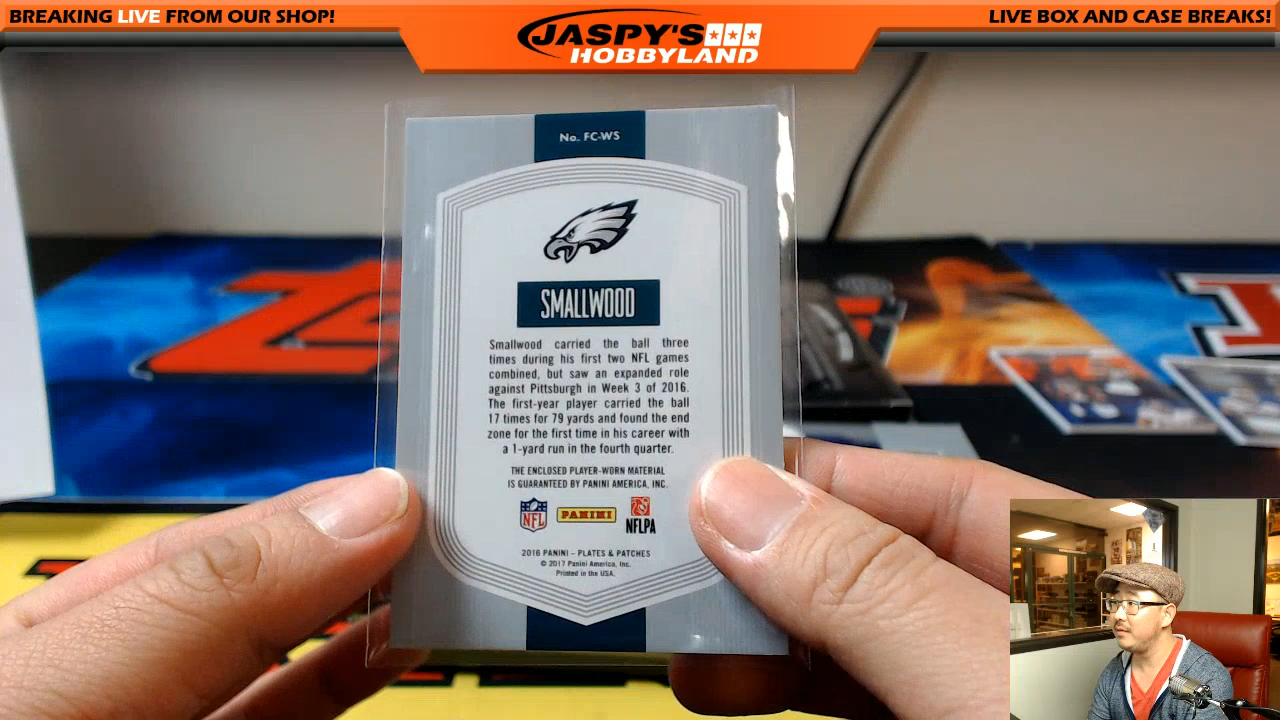 BREAKING LIVE FROM OUR SHOP!
JASPY'S
HOBBYLAND
LIVE BOX AND CASE BREAKS!
No. FC-WS
SMALLWOOD
Smallwood carried the ball three
times during his first two NFL games
combined, but saw an expanded role
against Pittsburgh in Week 3 of 2016.
The first-year player carried the ball
17 times for 79 yards and found the end
zone for the first time in his career with
a 1-yard run in the fourth quarter.
THE ENCLOSED PLAYER-WORN MATERIAL
IS GUARANTEED BY PANINI AMERICA, INC.
NFL
PANINI
NFLPA
2016 PANINI – PLATES & PATCHES
© 2017 Panini America, Inc.
Printed in the USA.